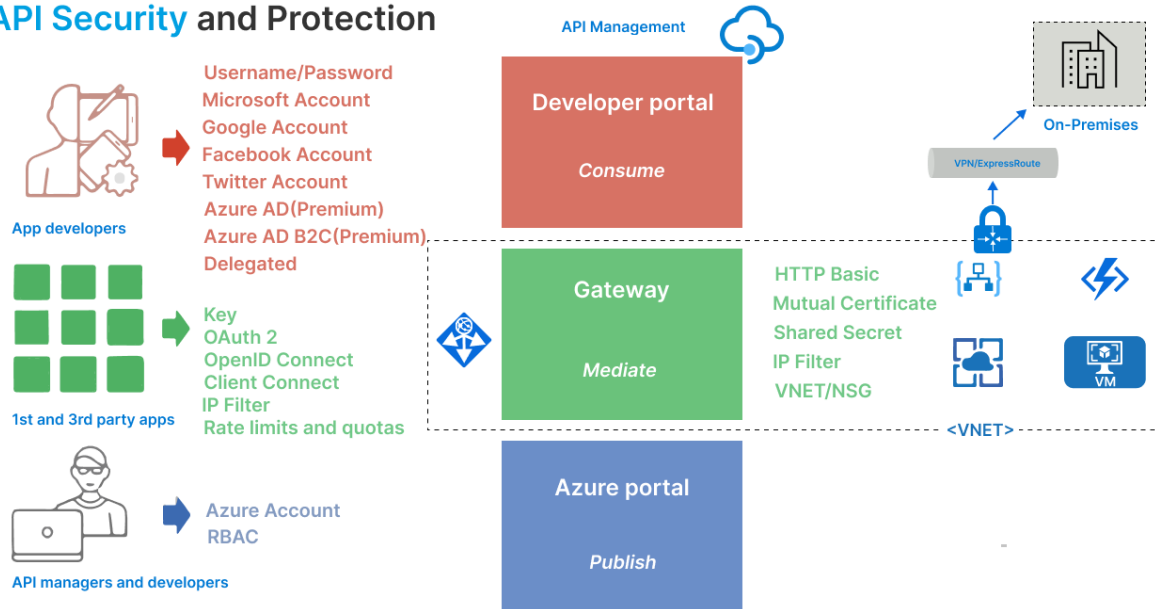 API Security and Protection
API Management
Username/Password
Microsoft Account
Google Account
Facebook Account
Twitter Account
Azure AD(Premium)
Azure AD B2C(Premium)
Delegated
App developers
Developer portal
Consume
On-Premises
VPN/ExpressRoute
Key
OAuth 2
OpenID Connect
Client Connect
IP Filter
Rate limits and quotas
1st and 3rd party apps
Gateway
Mediate
HTTP Basic
Mutual Certificate
Shared Secret
IP Filter
VNET/NSG
VM
<VNET>
Azure Account
RBAC
API managers and developers
Azure portal
Publish